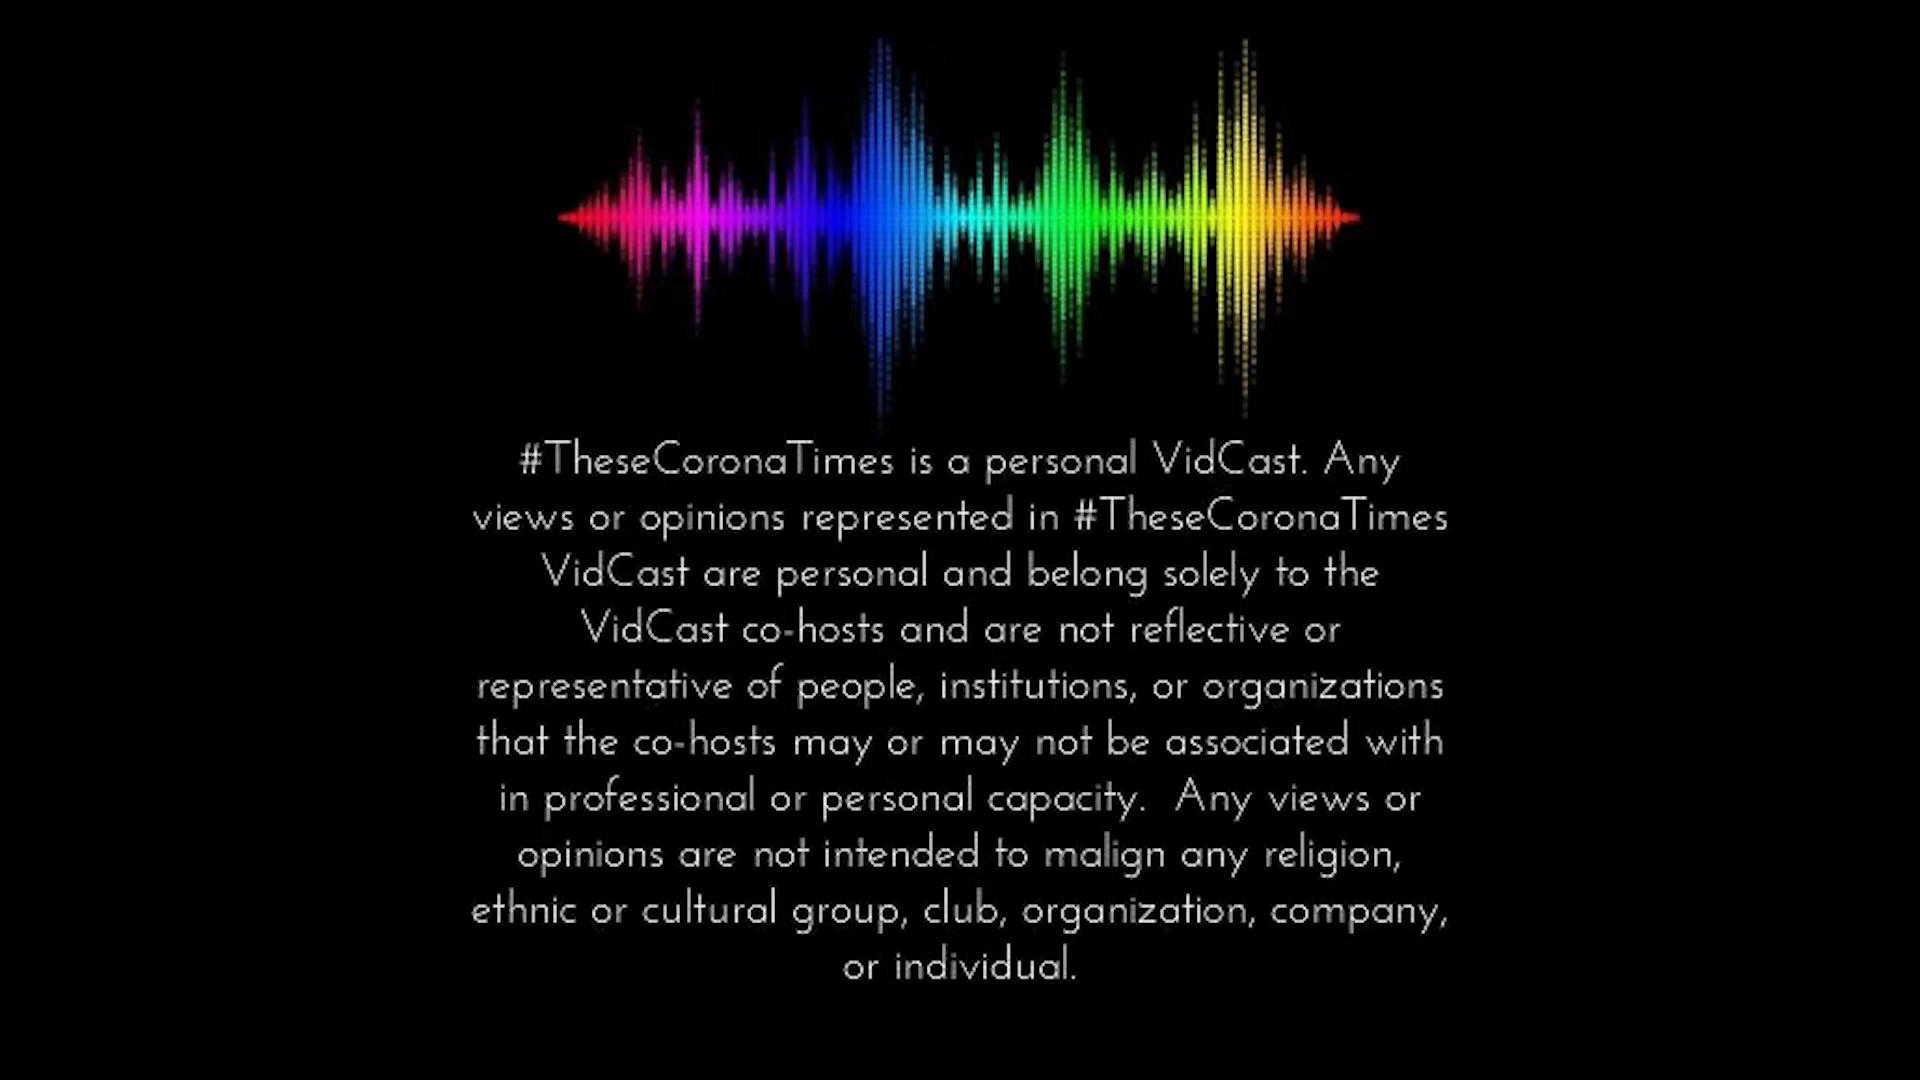 #TheseCoronaTimes is a personal VidCast. Any
views or opinions represented in #TheseCoronaTimes
VidCast are personal and belong solely to the
VidCast co-hosts and are not reflective or
representative of people, institutions, or organizations
that the co-hosts may or may not be associated with
in professional or personal capacity.  Any views or
opinions are not intended to malign any religion,
ethnic or cultural group, club, organization, company,
or individual.